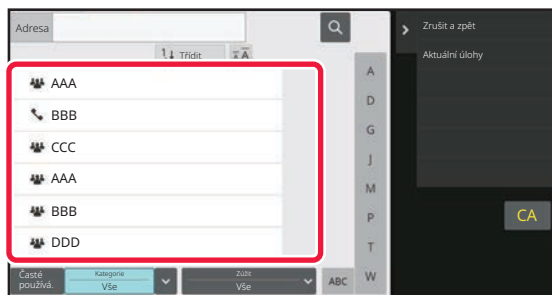 Adresa
Třídit
A
AAA
BBB
CCC
AAA
BBB
DDD
A
D
G
J
M
P
T
W
Časté
používá.
Kategorie
Vše
Zúžit
Vše
ABC
Zrušit a zpět
Aktuální úlohy
CA